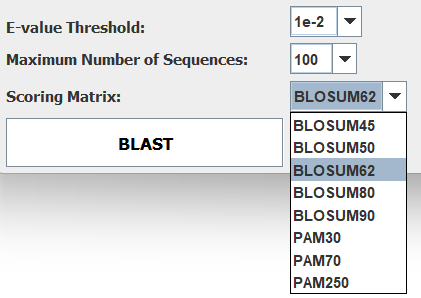 E-value Threshold: 1e-2
Maximum Number of Sequences: 100
Scoring Matrix: BLOSUM62
BLAST
BLOSUM45
BLOSUM50
BLOSUM62
BLOSUM80
BLOSUM90
PAM30
PAM70
PAM250